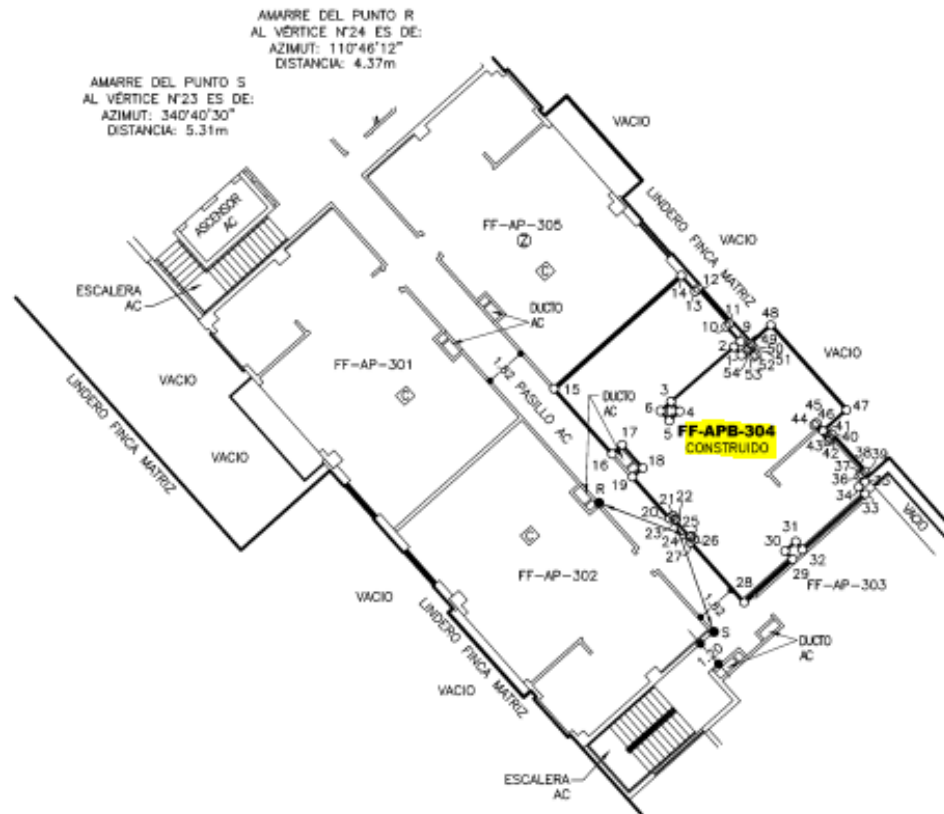 AMARRE DEL PUNTO R
AL VÉRTICE N°24 ES DE:
AZIMUT: 110°46'12"
DISTANCIA: 4.37m
AMARRE DEL PUNTO S
AL VÉRTICE N°23 ES DE:
AZIMUT: 340°40'30"
DISTANCIA: 5.31m
VACIO
ASCENSOR
AC
LINDERO FINCA MATRIZ
FF-AP-305
Z
C
VACIO
ESCALERA
AC
14
12
13
DUCTO
AC
11
10
9
48
2
49
50
1
51
52
53
54
VACIO
FF-AP-301
C
1.82
PASILLO AC
15
VACIO
LINDERO FINCA MATRIZ
3
6
4
5
DUCTO
AC
45
47
44
46
41
FF-APB-304
CONSTRUIDO
43
40
42
17
16
18
19
VACIO
38
39
37
36
35
34
33
R
22
21
20
25
23
24
26
27
VACIO
C
31
30
32
29
FF-AP-302
FF-AP-303
28
VACIO
LINDERO FINCA MATRIZ
1.82
S
DUCTO
AC
VACIO
ESCALERA
AC